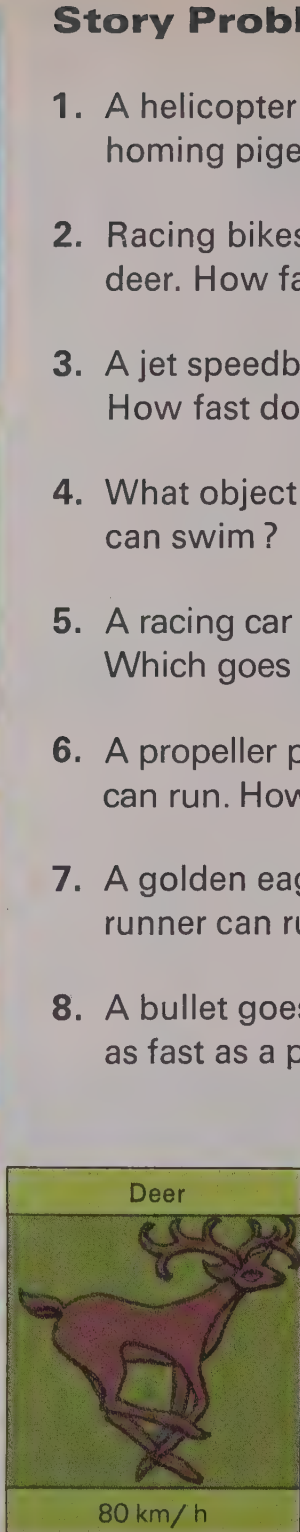 Story Probl
1. A helicopter
homing pige
2. Racing bikes
deer. How fa
3. A jet speedb
How fast do
4. What object
can swim?
5. A racing car
Which goes
6. A propeller p
can run. How
7. A golden eag
runner can ru
8. A bullet goes
as fast as a p
Deer
80 km/h